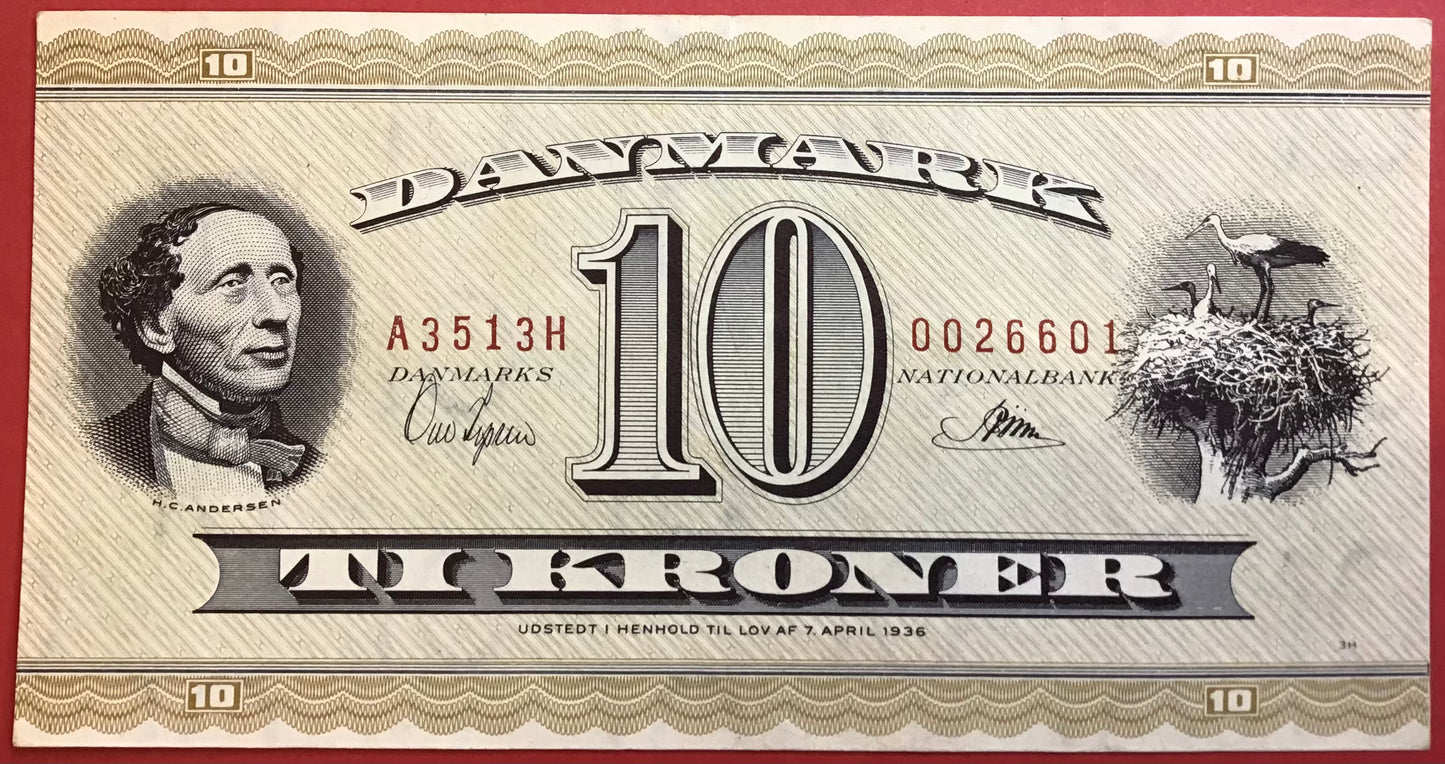 10 10
DANMARK
10
A3513H 0026601
DANMARKS NATIONALBANK
H.C.ANDERSEN
TI KRONER
UDSTEDT I HENHOLD TIL LOV AF 7. APRIL 1936
3H
10 10